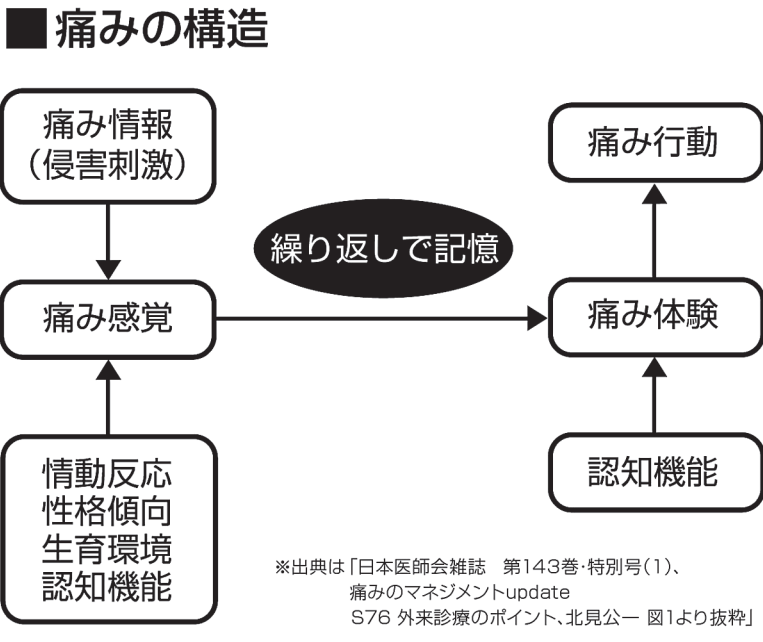 ■痛みの構造
痛み情報
（侵害刺激）
痛み行動
繰り返しで記憶
痛み感覚
痛み体験
情動反応
性格傾向
生育環境
認知機能
認知機能
※出典は「日本医師会雑誌　第143巻・特別号（1）、
痛みのマネジメントupdate
S76 外来診療のポイント、北見公一 図1より抜粋」